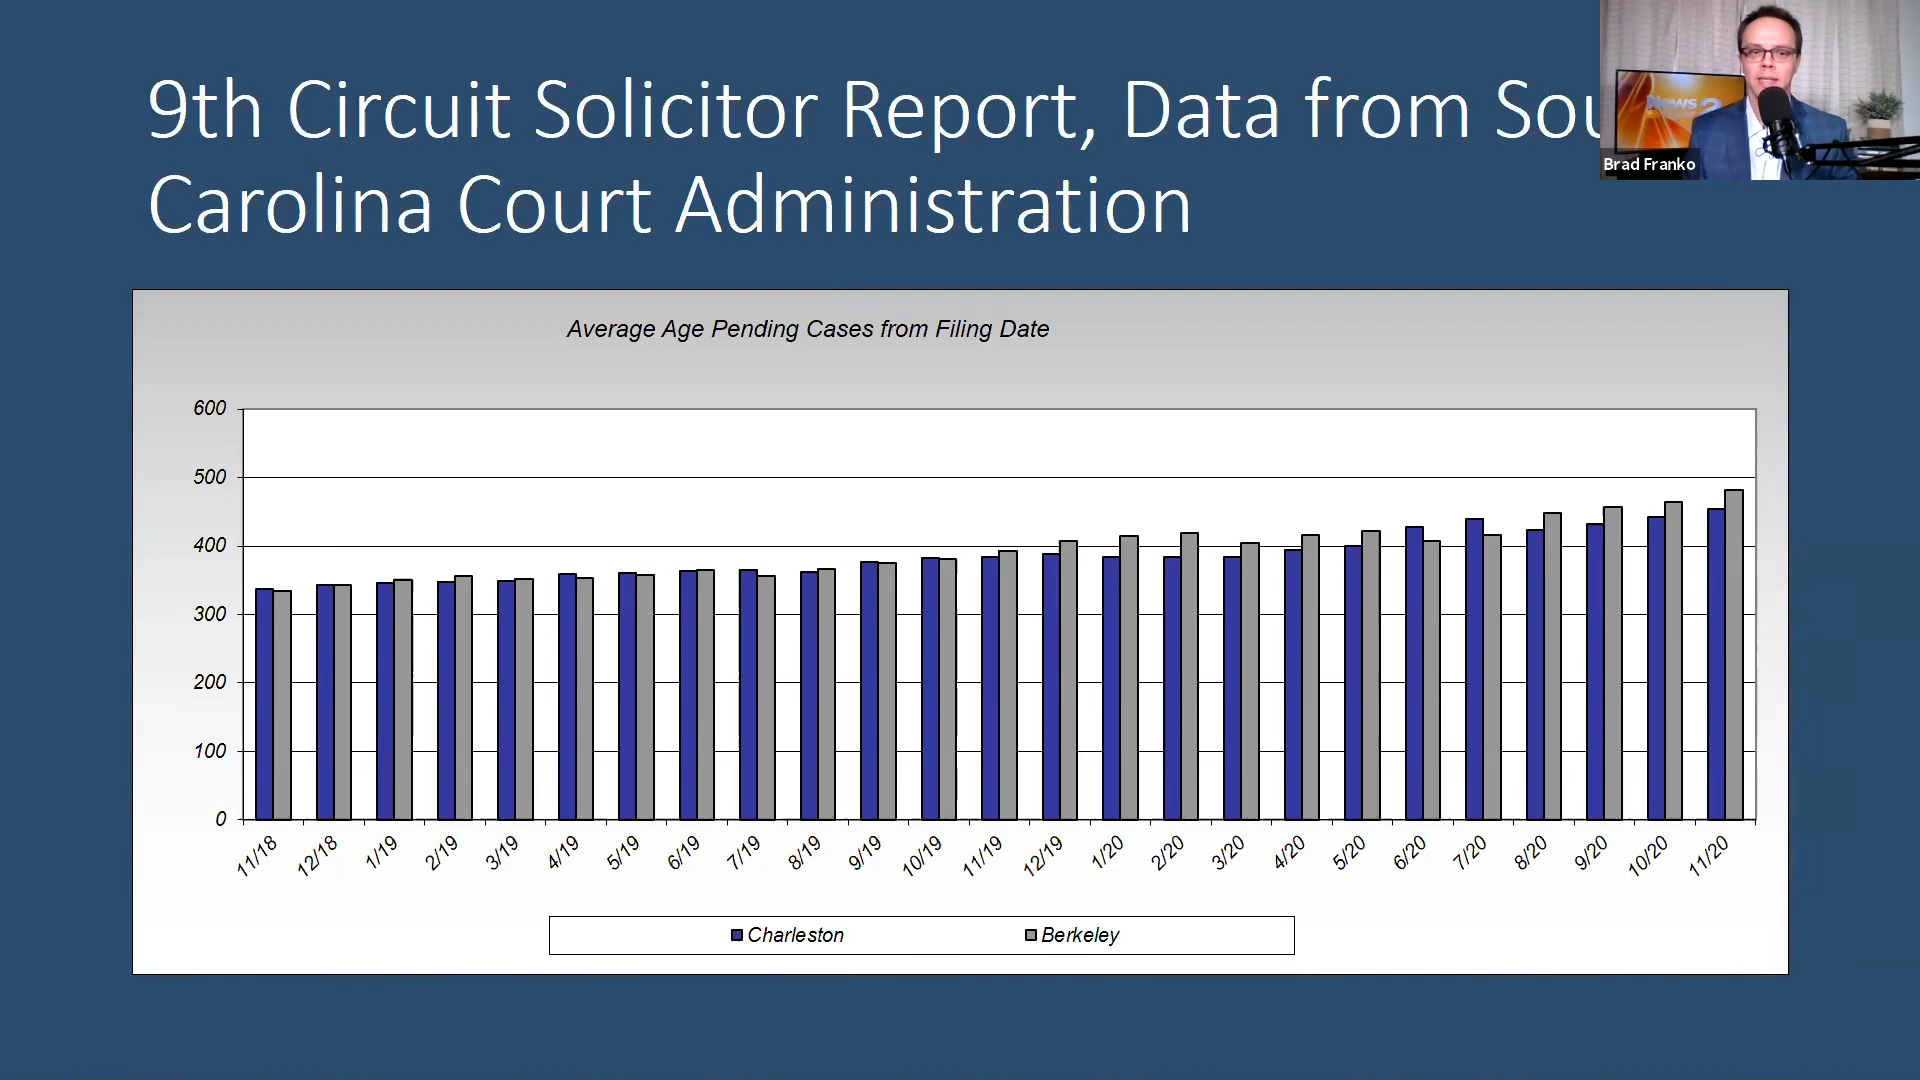 9th Circuit Solicitor Report, Data from Sou
Carolina Court Administration
News 2
Brad Franko
Average Age Pending Cases from Filing Date
600
500
400
300
200
100
0
11/18 12/18 1/19 2/19 3/19 4/19 5/19 6/19 7/19 8/19 9/19 10/19 11/19 12/19 1/20 2/20 3/20 4/20 5/20 6/20 7/20 8/20 9/20 10/20 11/20
Charleston Berkeley